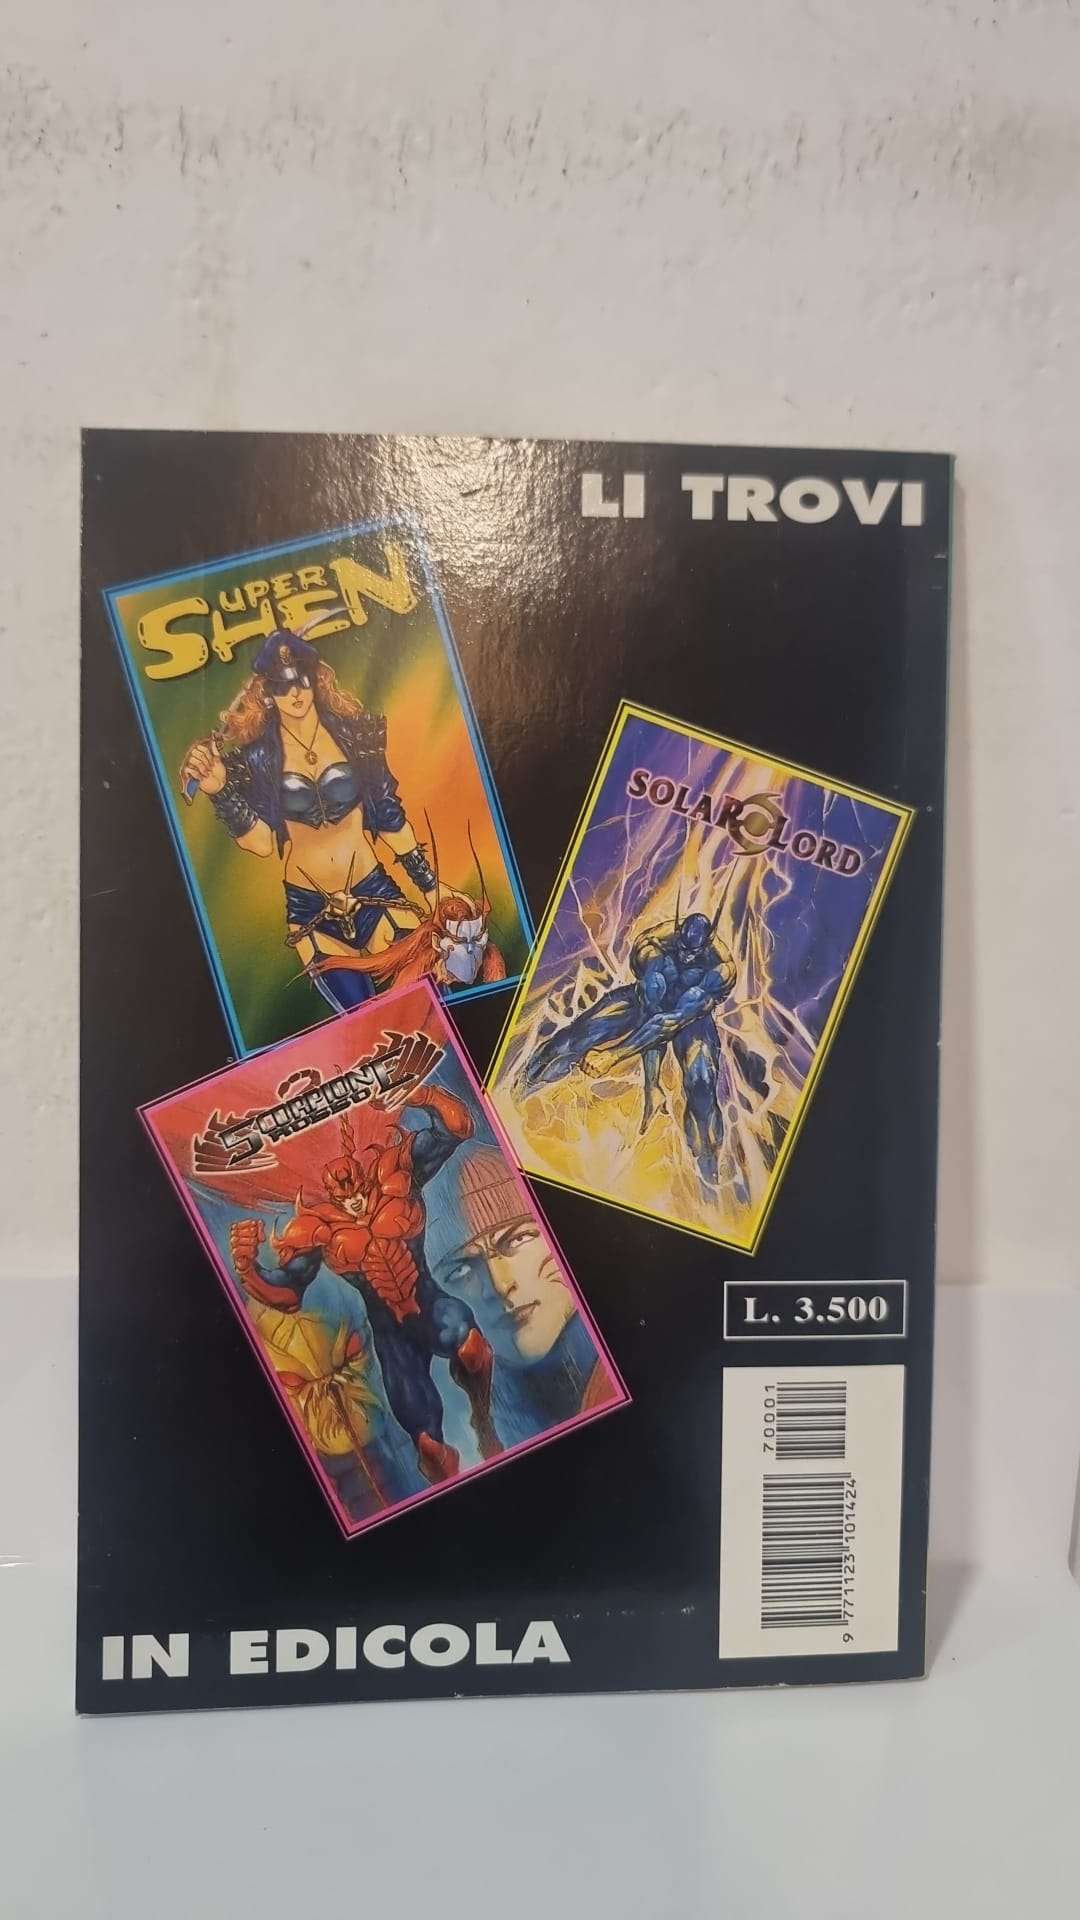 LI TROVI
SUPER
SHEN
SOLAR LORD
SCORPIONE
ROSSO
L. 3.500
70001
9 771123 101424
IN EDICOLA